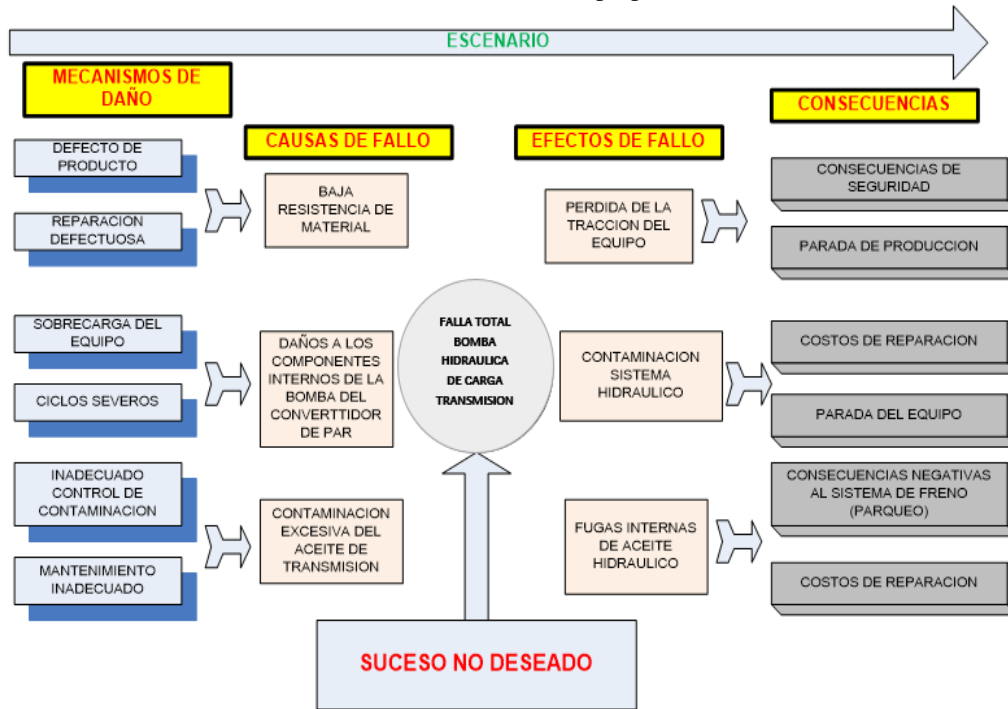 ESCENARIO
MECANISMOS DE
DAÑO
CAUSAS DE FALLO
EFECTOS DE FALLO
CONSECUENCIAS
DEFECTO DE
PRODUCTO
REPARACION
DEFECTUOSA
BAJA
RESISTENCIA DE
MATERIAL
PERDIDA DE LA
TRACCION DEL
EQUIPO
CONSECUENCIAS DE
SEGURIDAD
PARADA DE PRODUCCION
SOBRECARGA DEL
EQUIPO
CICLOS SEVEROS
DAÑOS A LOS
COMPONENTES
INTERNOS DE LA
BOMBA DEL
CONVERTTIDOR
DE PAR
FALLA TOTAL
BOMBA
HIDRAULICA
DE CARGA
TRANSMISION
CONTAMINACION
SISTEMA
HIDRAULICO
COSTOS DE REPARACION
PARADA DEL EQUIPO
INADECUADO
CONTROL DE
CONTAMINACION
MANTENIMIENTO
INADECUADO
CONTAMINACION
EXCESIVA DEL
ACEITE DE
TRANSMISION
FUGAS INTERNAS
DE ACEITE
HIDRAULICO
CONSECUENCIAS NEGATIVAS
AL SISTEMA DE FRENO
(PARQUEO)
COSTOS DE REPARACION
SUCESO NO DESEADO